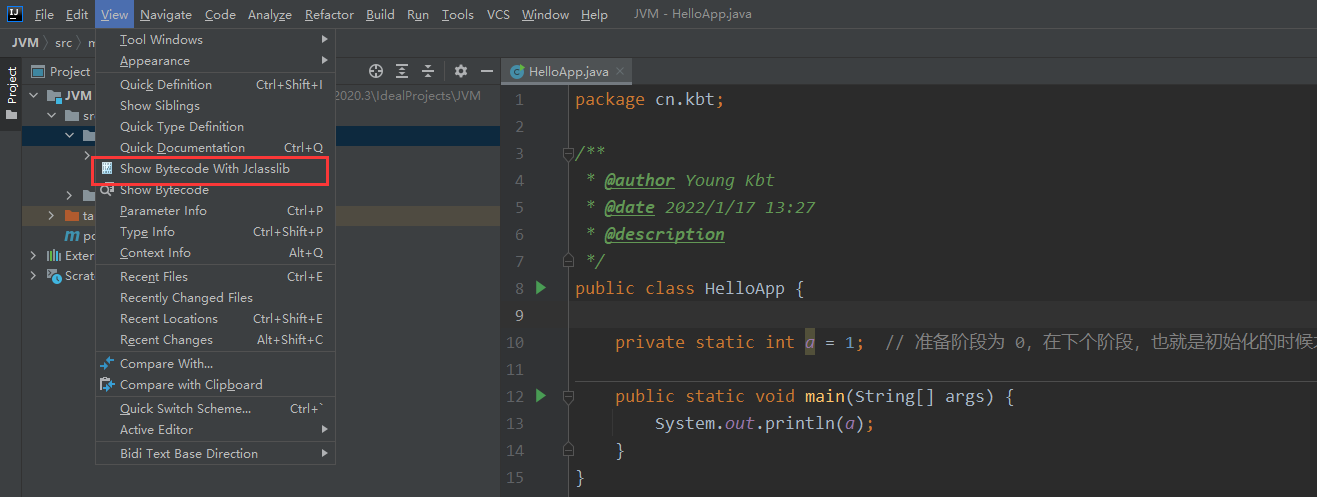 File Edit View Navigate Code Analyze Refactor Build Run Tools VCS Window Help JVM - HelloApp.java
JVM src
Project
Project
JVM
2020.3\IdealProjects\JVM
Tool Windows
Appearance
Quick Definition Ctrl+Shift+I
Show Siblings
Quick Type Definition
Quick Documentation Ctrl+Q
Show Bytecode With Jclasslib
Show Bytecode
Parameter Info Ctrl+P
Type Info Ctrl+Shift+P
Context Info Alt+Q
Recent Files Ctrl+E
Recently Changed Files
Recent Locations Ctrl+Shift+E
Recent Changes Alt+Shift+C
Compare With...
Compare with Clipboard
Quick Switch Scheme... Ctrl+`
Active Editor
Bidi Text Base Direction
HelloApp.java
1 package cn.kbt;
2
3 /**
4 * @author Young Kbt
5 * @date 2022/1/17 13:27
6 * @description
7 */
8 public class HelloApp {
9
10 private static int a = 1; // 准备阶段为 0，在下个阶段，也就是初始化的时候
11
12 public static void main(String[] args) {
13 System.out.println(a);
14 }
15 }